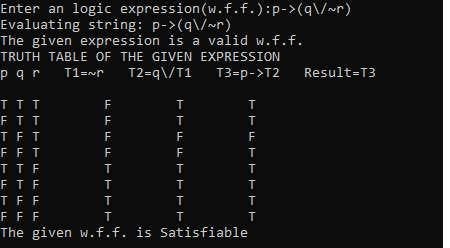 Enter an logic expression(w.f.f.):p->(q\/~r)
Evaluating string: p->(q\/~r)
The given expression is a valid w.f.f.
TRUTH TABLE OF THE GIVEN EXPRESSION
p q r  T1=~r  T2=q\/T1  T3=p->T2  Result=T3
T T T  F  T  T
F T T  F  T  T
T F T  F  F  F
F F T  F  F  T
T T F  T  T  T
F T F  T  T  T
T F F  T  T  T
F F F  T  T  T
The given w.f.f. is Satisfiable